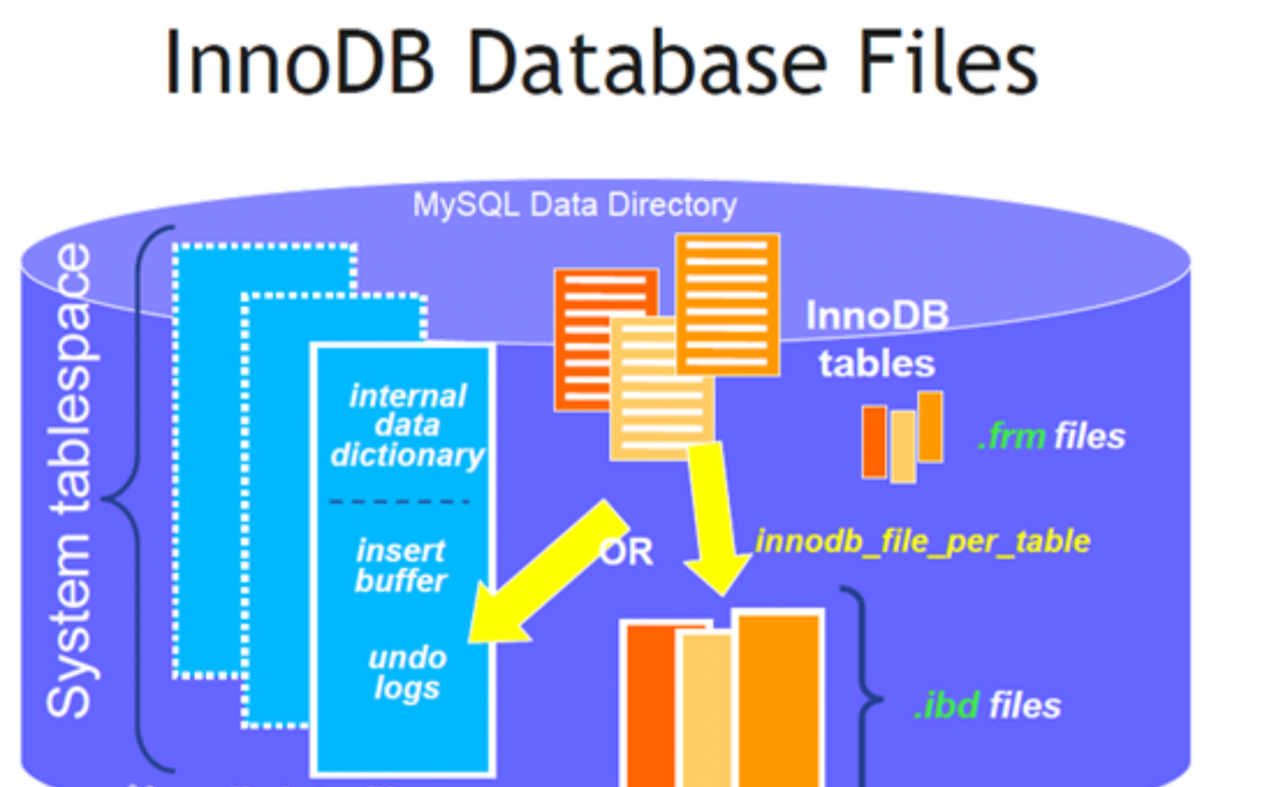 InnoDB Database Files
MySQL Data Directory
System tablespace
internal
data
dictionary
insert
buffer
undo
logs
InnoDB
tables
.frm files
OR
innodb_file_per_table
.ibd files